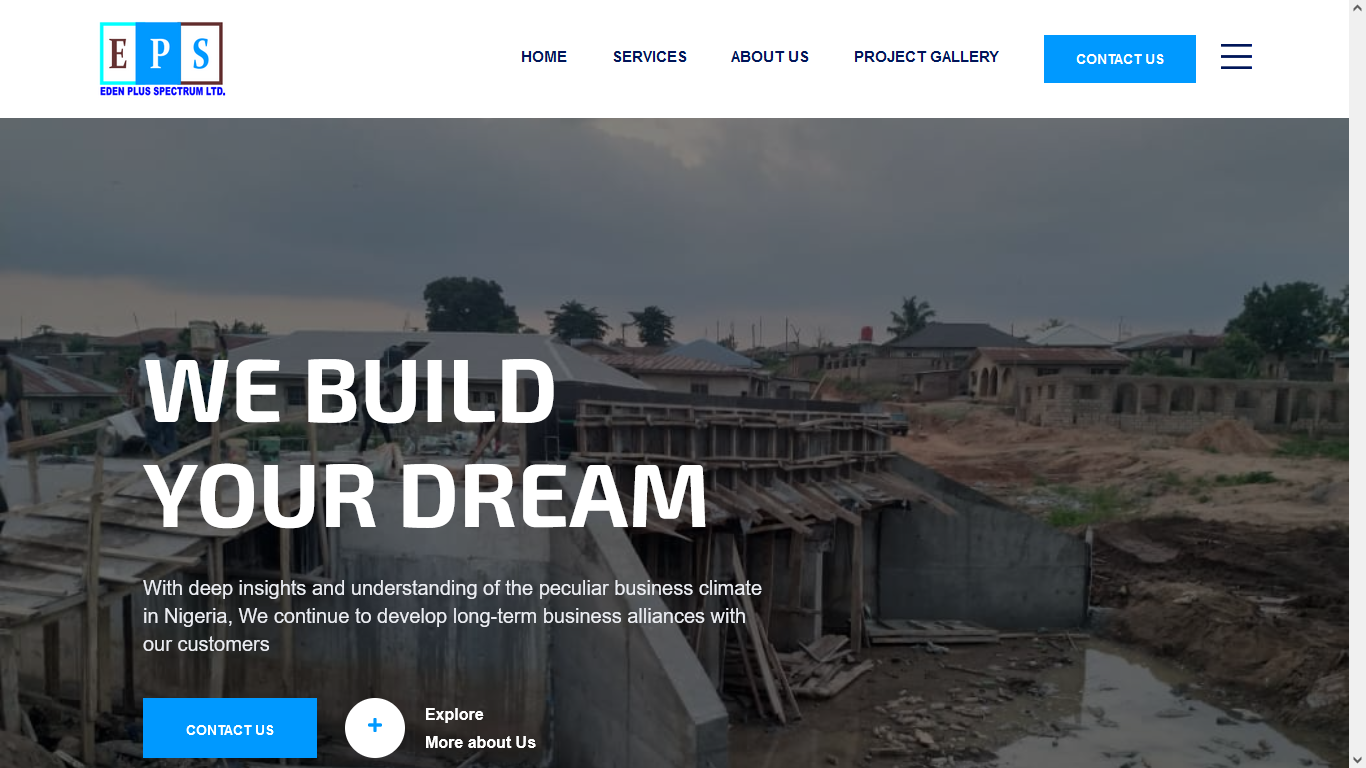 E P S
EDEN PLUS SPECTRUM LTD.
HOME
SERVICES
ABOUT US
PROJECT GALLERY
CONTACT US
WE BUILD
YOUR DREAM
With deep insights and understanding of the peculiar business climate
in Nigeria, We continue to develop long-term business alliances with
our customers
CONTACT US
Explore
More about Us